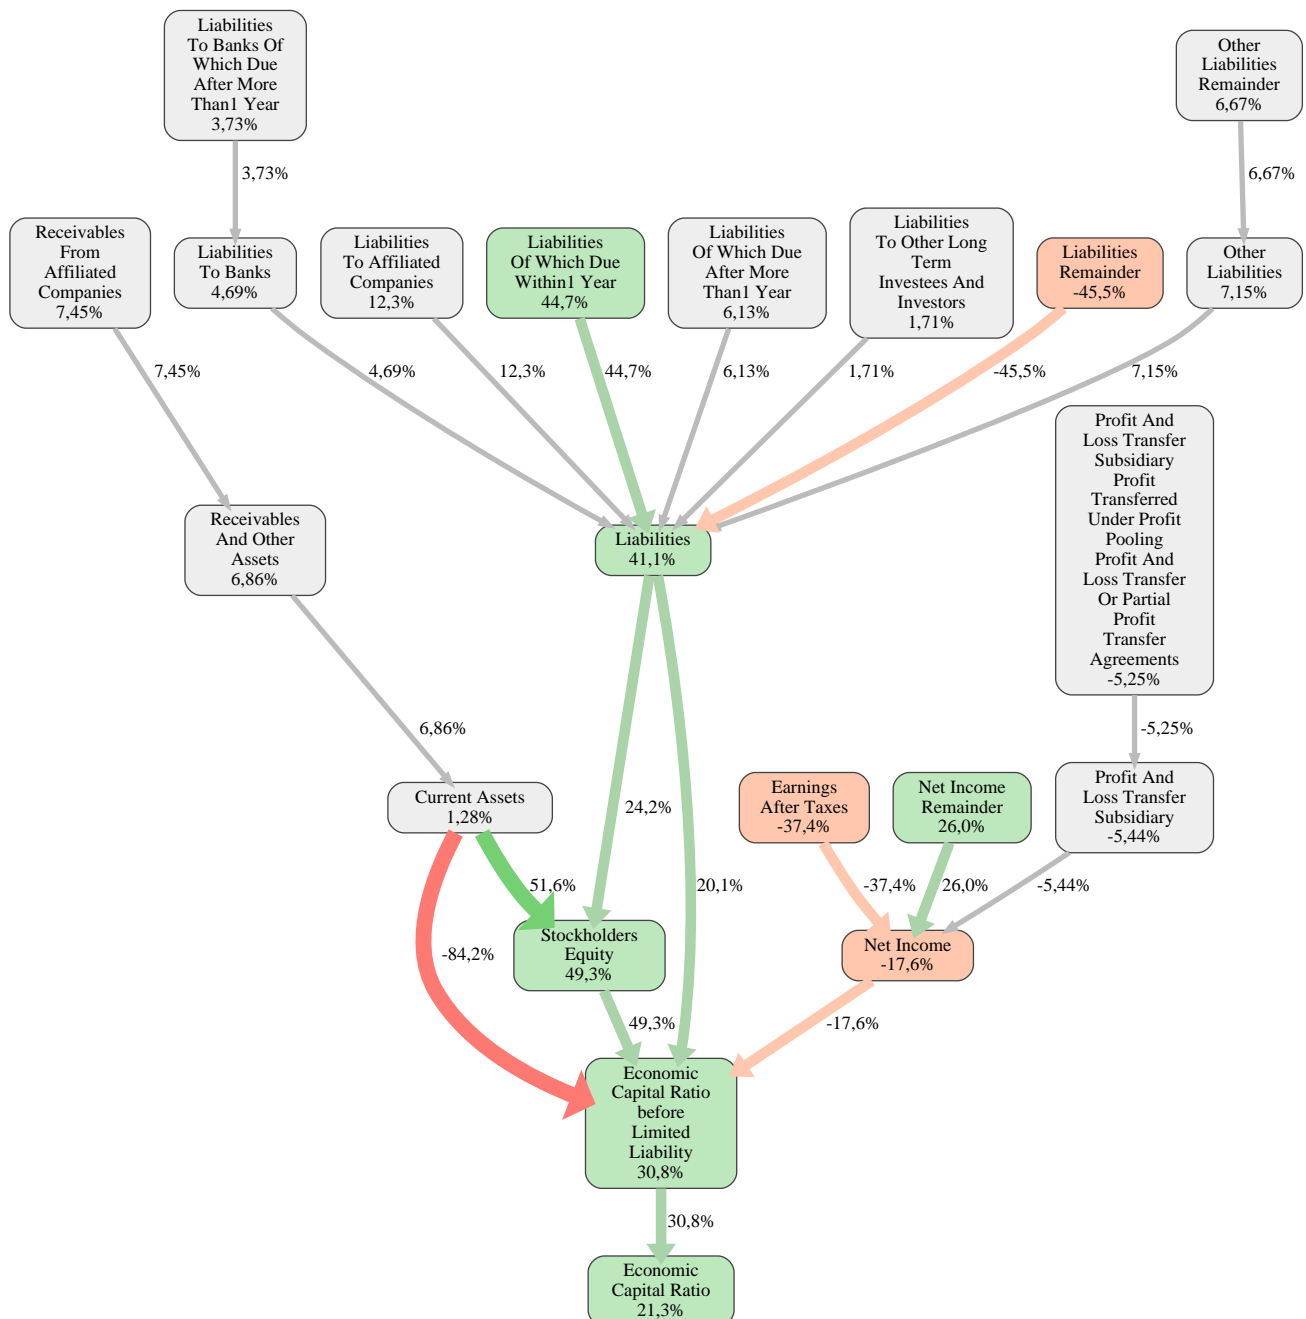 Liabilities
To Banks Of
Which Due
After More
Than1 Year
3,73%
Other
Liabilities
Remainder
6,67%
3,73%
6,67%
Receivables
From
Affiliated
Companies
7,45%
Liabilities
To Banks
4,69%
Liabilities
To Affiliated
Companies
12,3%
Liabilities
Of Which Due
Within1 Year
44,7%
Liabilities
Of Which Due
After More
Than1 Year
6,13%
Liabilities
To Other Long
Term
Investees And
Investors
1,71%
Liabilities
Remainder
-45,5%
Other
Liabilities
7,15%
7,45%
4,69%
12,3%
44,7%
6,13%
1,71%
-45,5%
7,15%
Profit And
Loss Transfer
Subsidiary
Profit
Transferred
Under Profit
Pooling
Profit And
Loss Transfer
Or Partial
Profit
Transfer
Agreements
-5,25%
Receivables
And Other
Assets
6,86%
Liabilities
41,1%
6,86%
-5,25%
Current Assets
1,28%
24,2%
Earnings
After Taxes
-37,4%
Net Income
Remainder
26,0%
Profit And
Loss Transfer
Subsidiary
-5,44%
51,6%
20,1%
-37,4%
26,0%
-5,44%
-84,2%
Stockholders
Equity
49,3%
Net Income
-17,6%
49,3%
-17,6%
Economic
Capital Ratio
before
Limited
Liability
30,8%
30,8%
Economic
Capital Ratio
21,3%